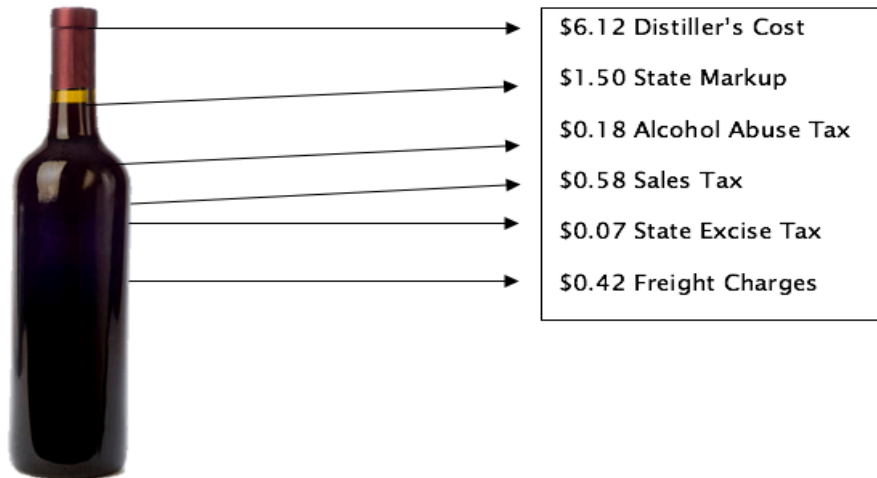 $6.12 Distiller's Cost
$1.50 State Markup
$0.18 Alcohol Abuse Tax
$0.58 Sales Tax
$0.07 State Excise Tax
$0.42 Freight Charges